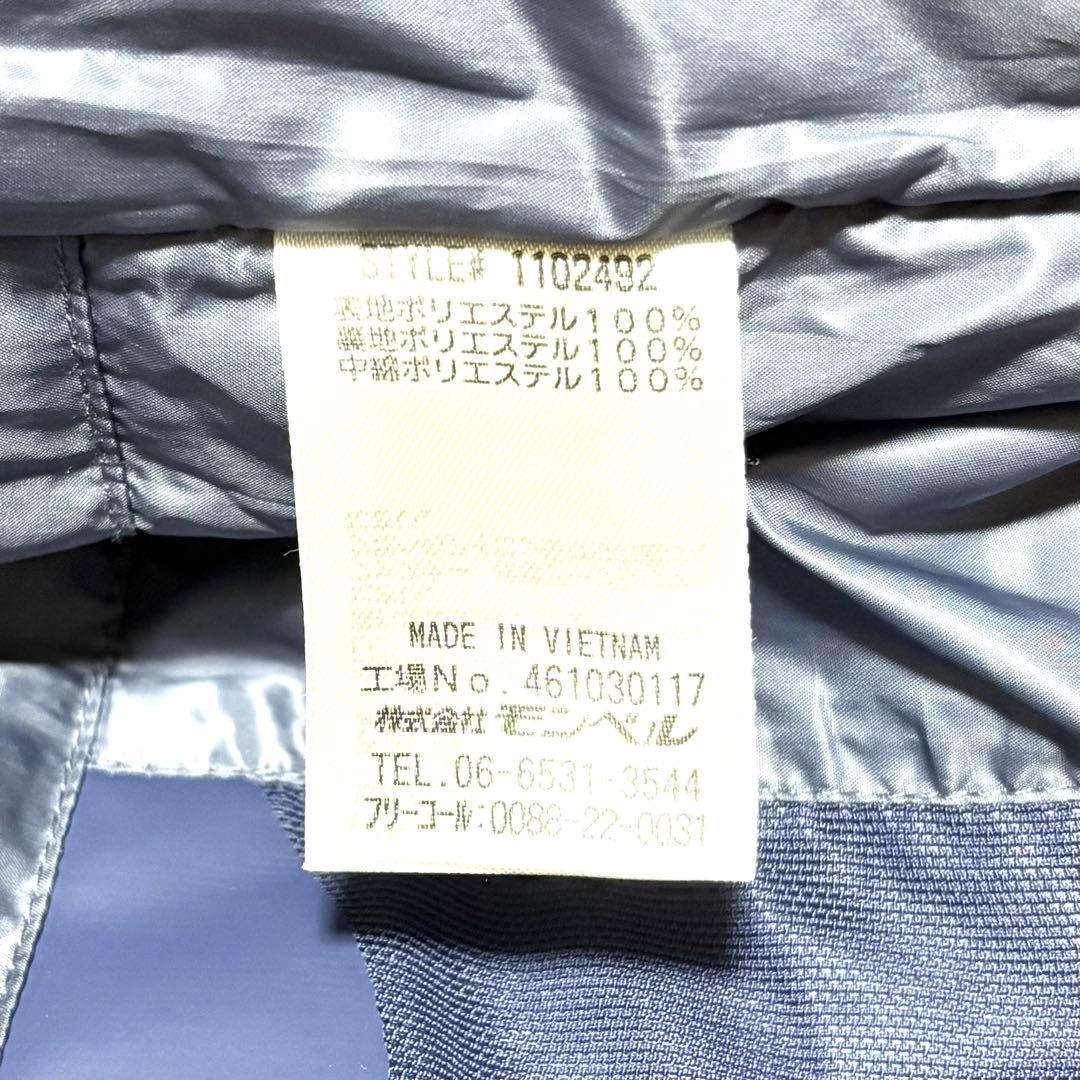 STYLE# 1102492
表地ポリエステル100%
裏地ポリエステル100%
中綿ポリエステル100%
MADE IN VIETNAM
工場No.461030117
株式会社モンベル
TEL.06-6531-3544
フリーコール:0088-22-0031